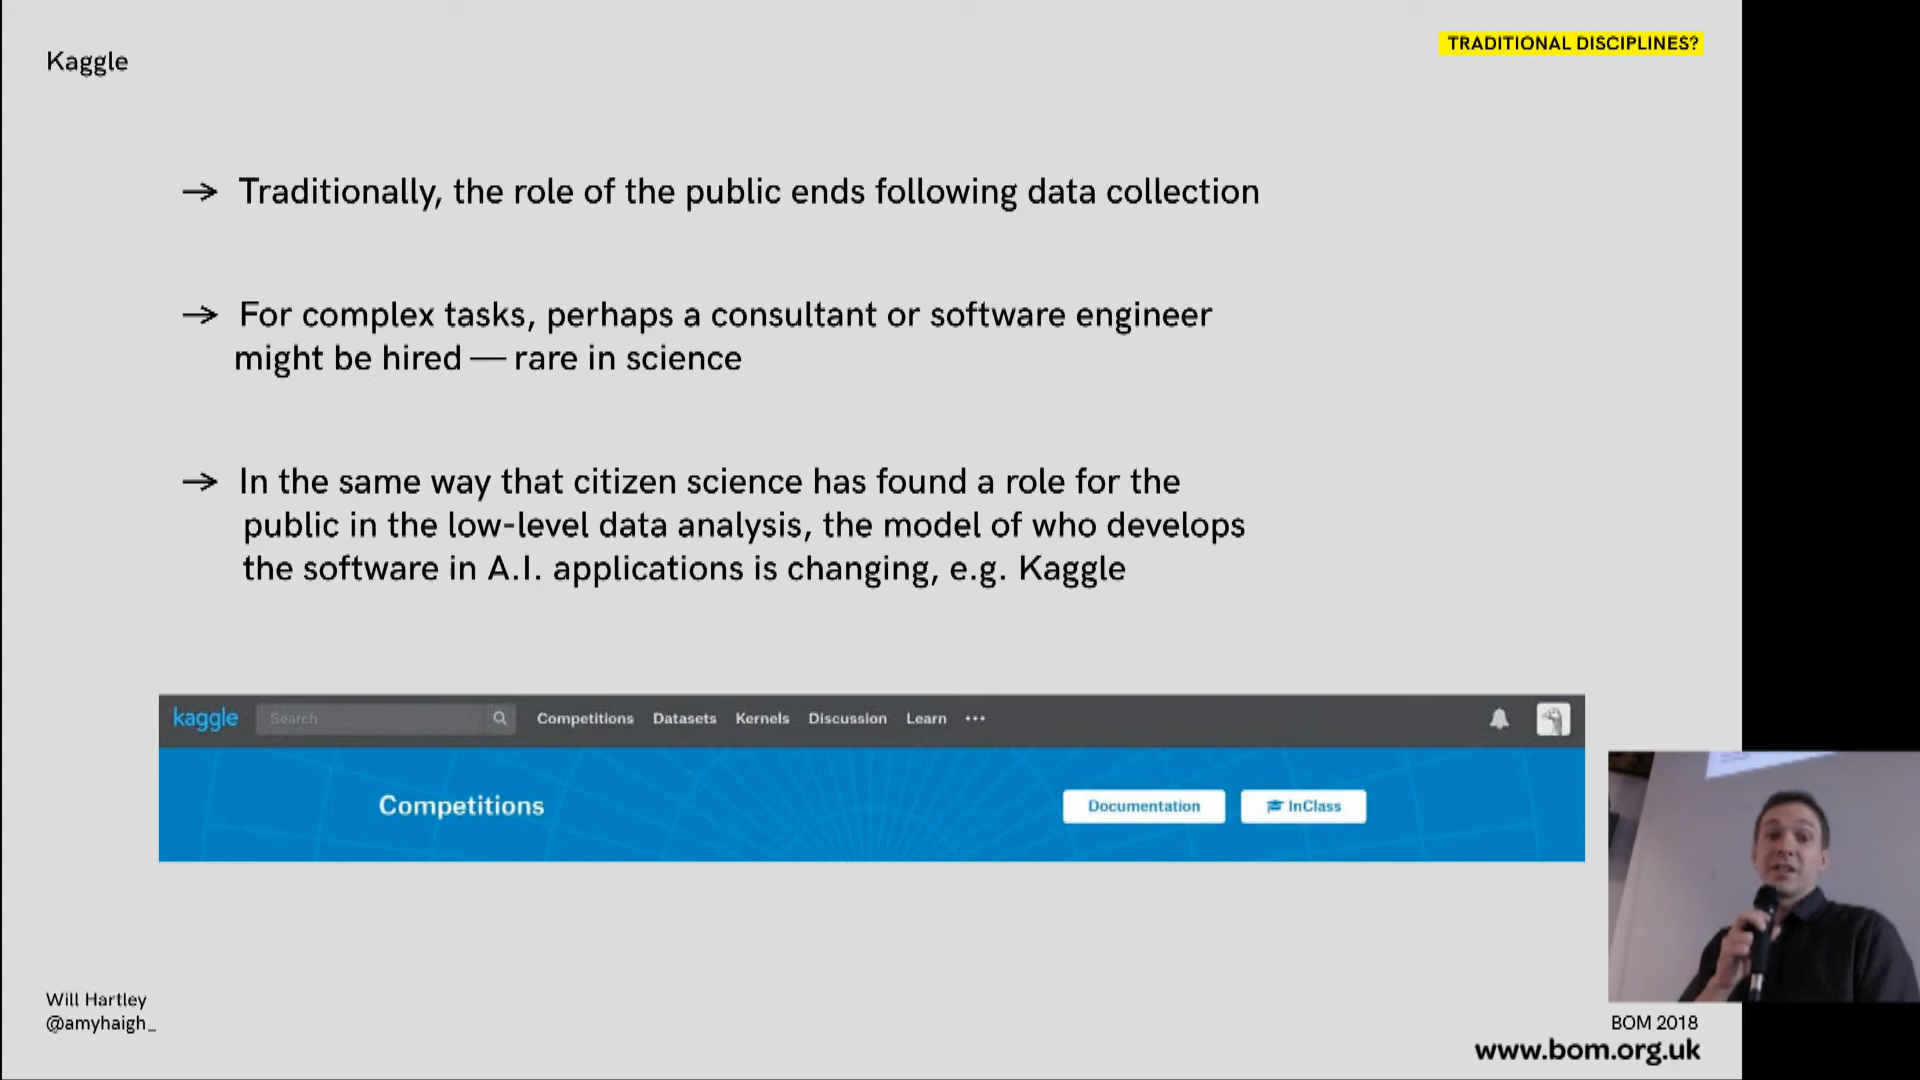 Kaggle
TRADITIONAL DISCIPLINES?
→ Traditionally, the role of the public ends following data collection
→ For complex tasks, perhaps a consultant or software engineer
might be hired — rare in science
→ In the same way that citizen science has found a role for the
public in the low-level data analysis, the model of who develops
the software in A.I. applications is changing, e.g. Kaggle
kaggle Search Competitions Datasets Kernels Discussion Learn •••
Competitions Documentation InClass
Will Hartley
@amyhaigh_
BOM 2018
www.bom.org.uk